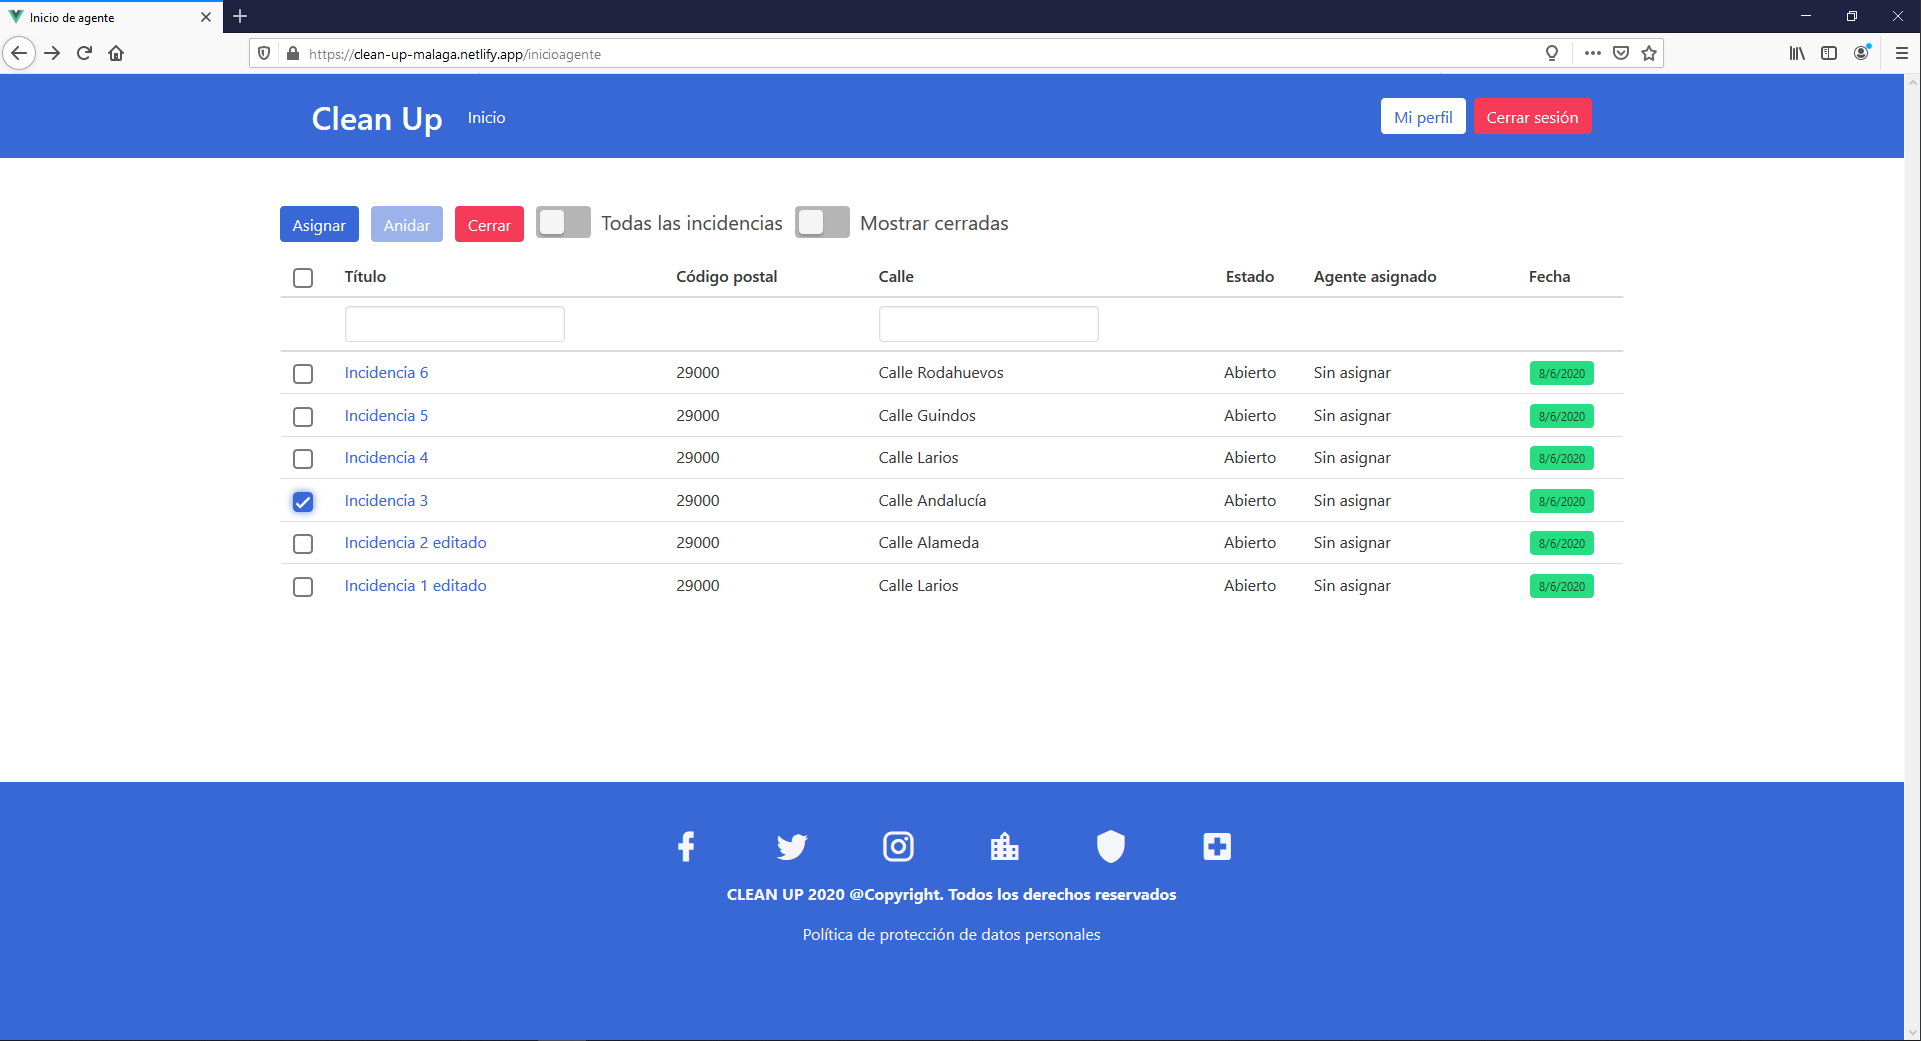 Inicio de agente
https://clean-up-malaga.netlify.app/inicioagente
Clean Up Inicio Mi perfil Cerrar sesión
Asignar Anidar Cerrar Todas las incidencias Mostrar cerradas
Título Código postal Calle Estado Agente asignado Fecha
Incidencia 6 29000 Calle Rodahuevos Abierto Sin asignar 8/6/2020
Incidencia 5 29000 Calle Guindos Abierto Sin asignar 8/6/2020
Incidencia 4 29000 Calle Larios Abierto Sin asignar 8/6/2020
Incidencia 3 29000 Calle Andalucía Abierto Sin asignar 8/6/2020
Incidencia 2 editado 29000 Calle Alameda Abierto Sin asignar 8/6/2020
Incidencia 1 editado 29000 Calle Larios Abierto Sin asignar 8/6/2020
CLEAN UP 2020 @Copyright. Todos los derechos reservados
Política de protección de datos personales